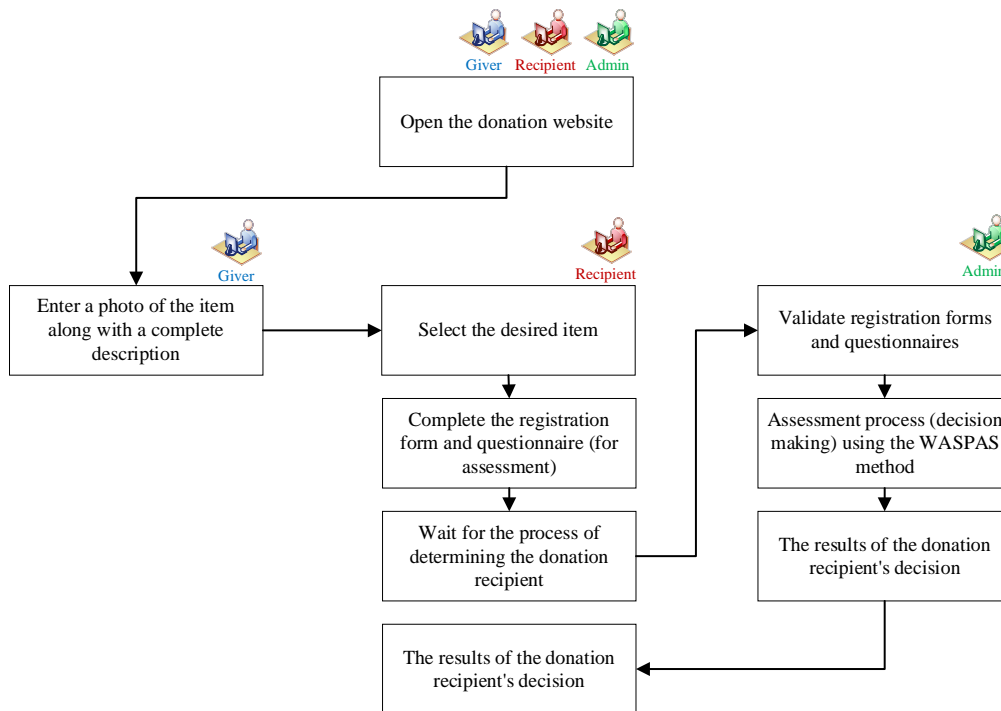 Giver Recipient Admin
Open the donation website
Giver
Recipient
Admin
Enter a photo of the item
along with a complete
description
Select the desired item
Validate registration forms
and questionnaires
Complete the registration
form and questionnaire (for
assessment)
Assessment process (decision
making) using the WASPAS
method
Wait for the process of
determining the donation
recipient
The results of the donation
recipient's decision
The results of the donation
recipient's decision